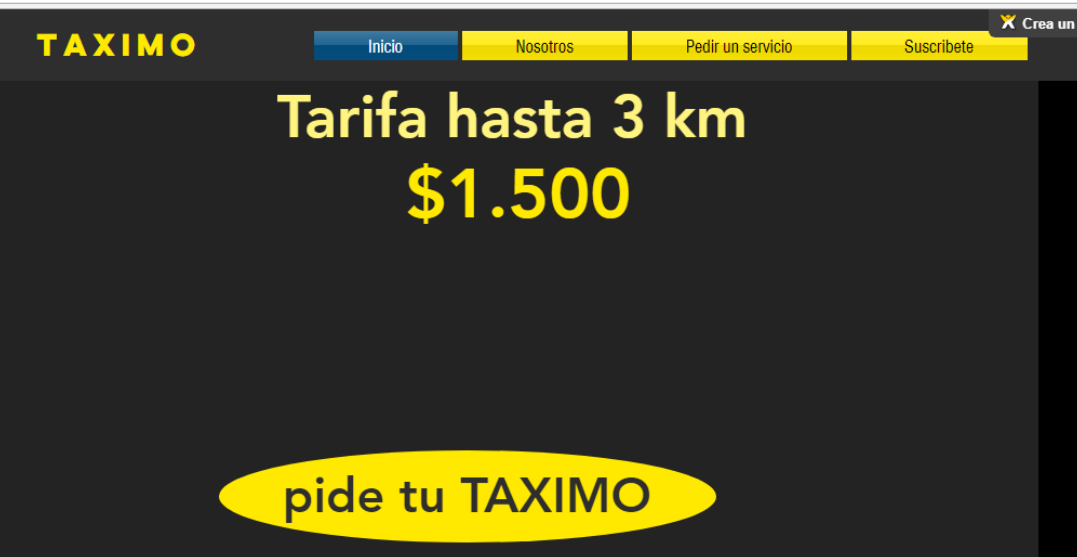 Crea un
TAXIMO
Inicio
Nosotros
Pedir un servicio
Suscribete
Tarifa hasta 3 km
$1.500
pide tu TAXIMO